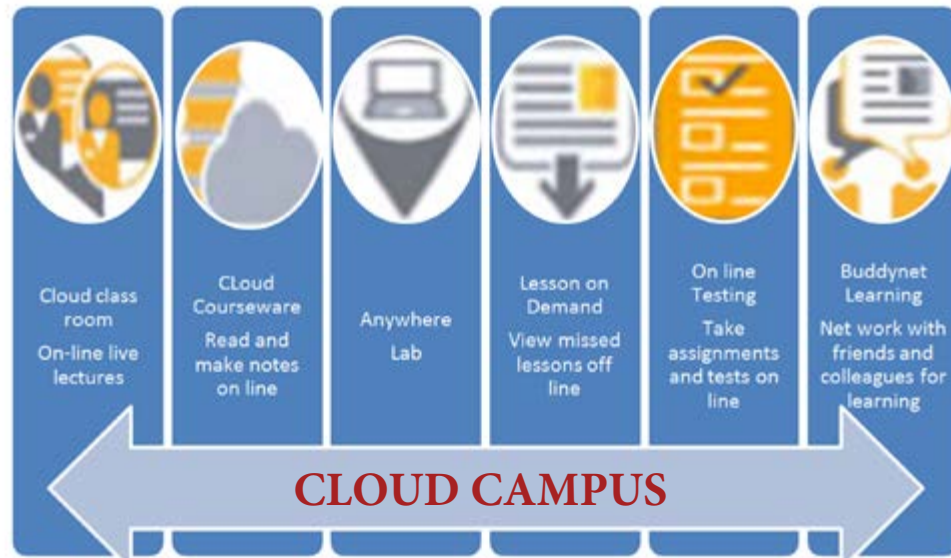 Cloud class
room
On-line live
lectures
CLoud
Courseware
Read and
make notes
on line
Anywhere
Lab
Lesson on
Demand
View missed
lessons off
line
On line
Testing
Take
assignments
and tests on
line
Buddynet
Learning
Net work with
friends and
colleagues for
learning
CLOUD CAMPUS